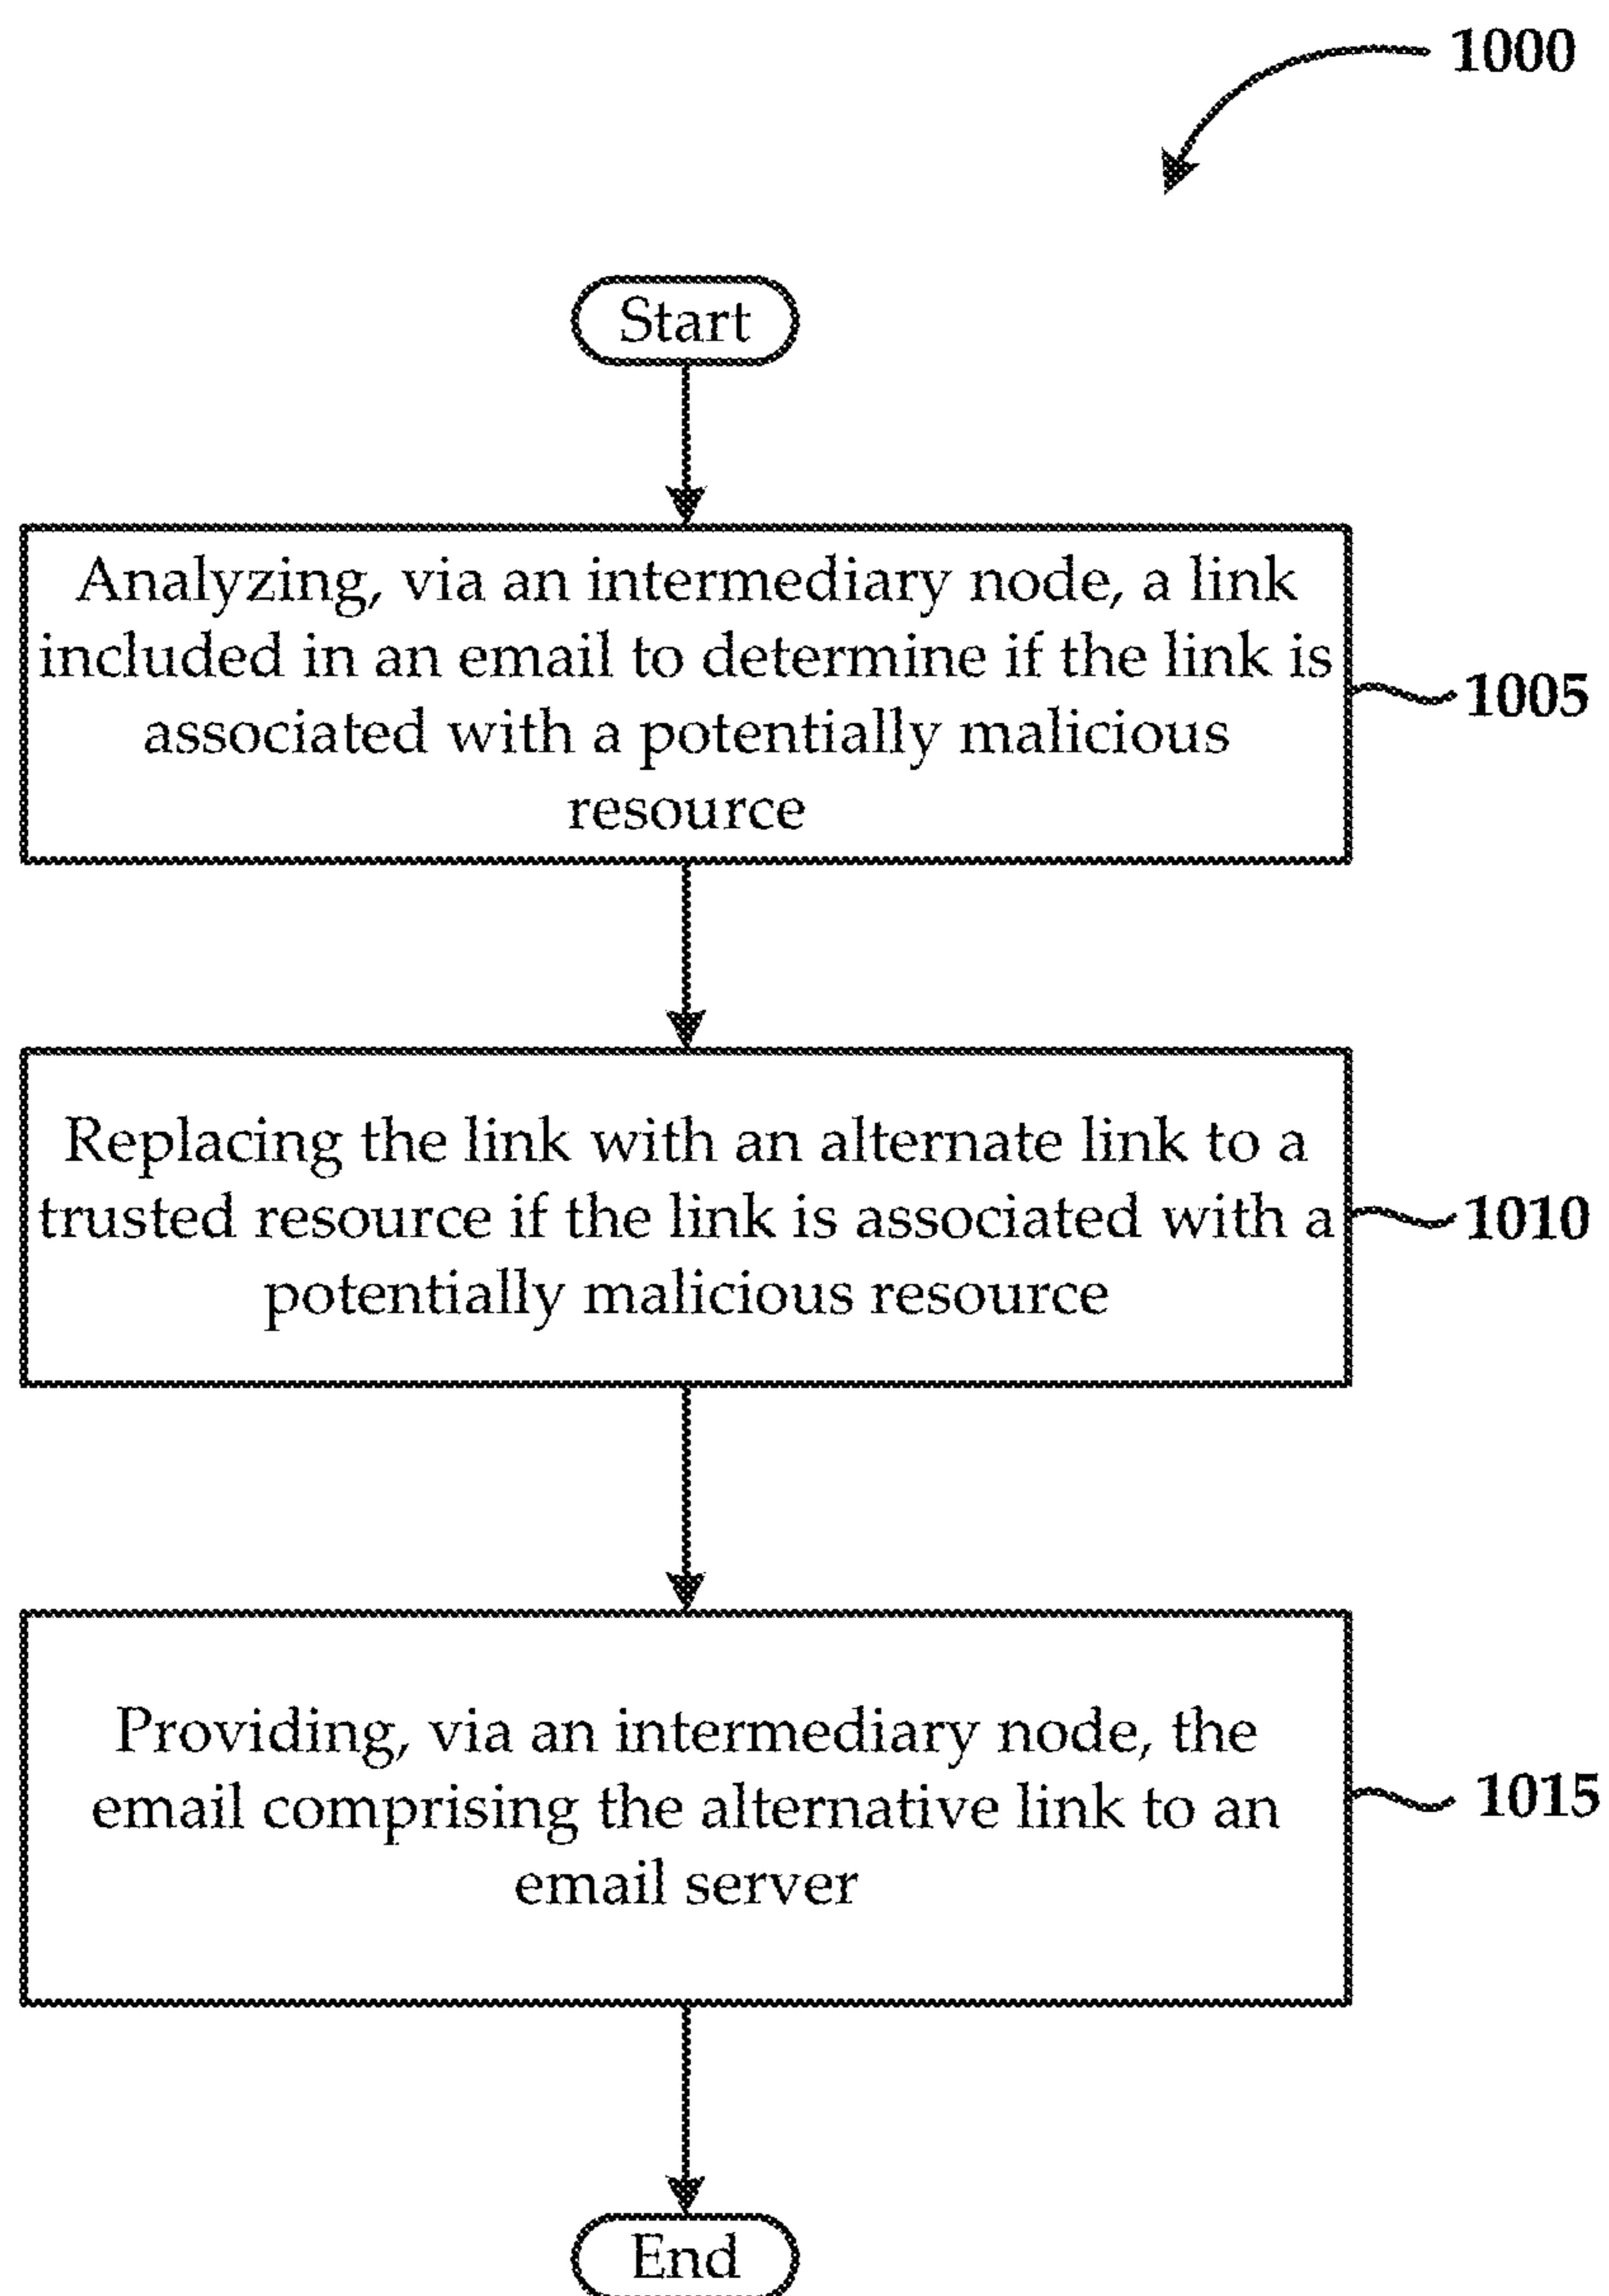 1000
Start
Analyzing, via an intermediary node, a link
included in an email to determine if the link is
associated with a potentially malicious
resource
1005
Replacing the link with an alternate link to a
trusted resource if the link is associated with a
potentially malicious resource
1010
Providing, via an intermediary node, the
email comprising the alternative link to an
email server
1015
End